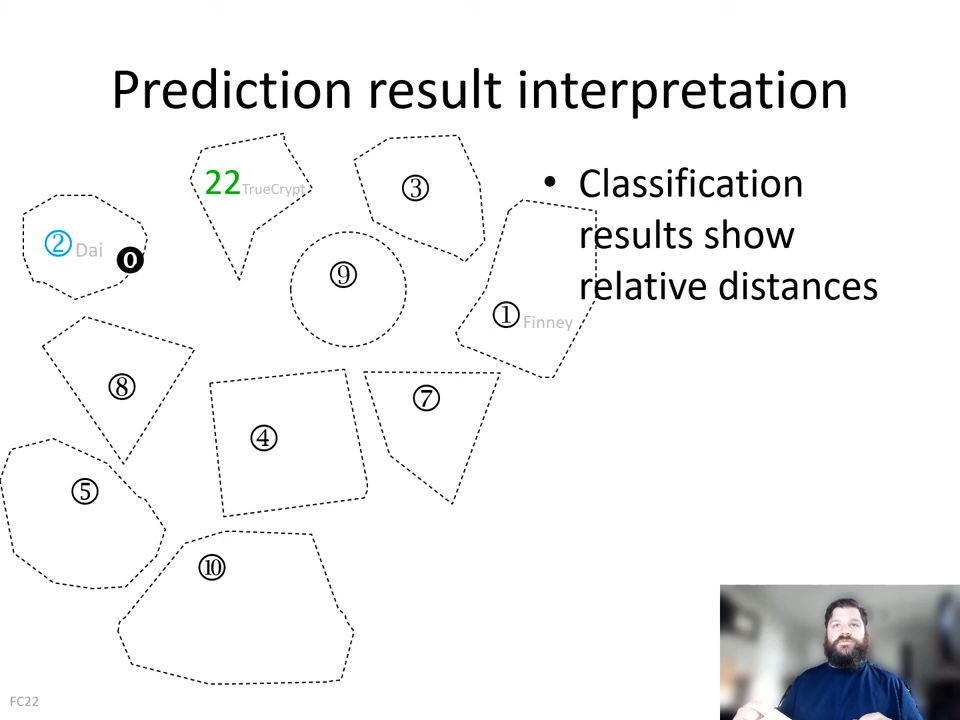 Prediction result interpretation
22 TrueCrypt
③
② Dai
⓿
⑨
① Finney
⑧
⑦
④
⑤
⑩
• Classification
results show
relative distances
FC22